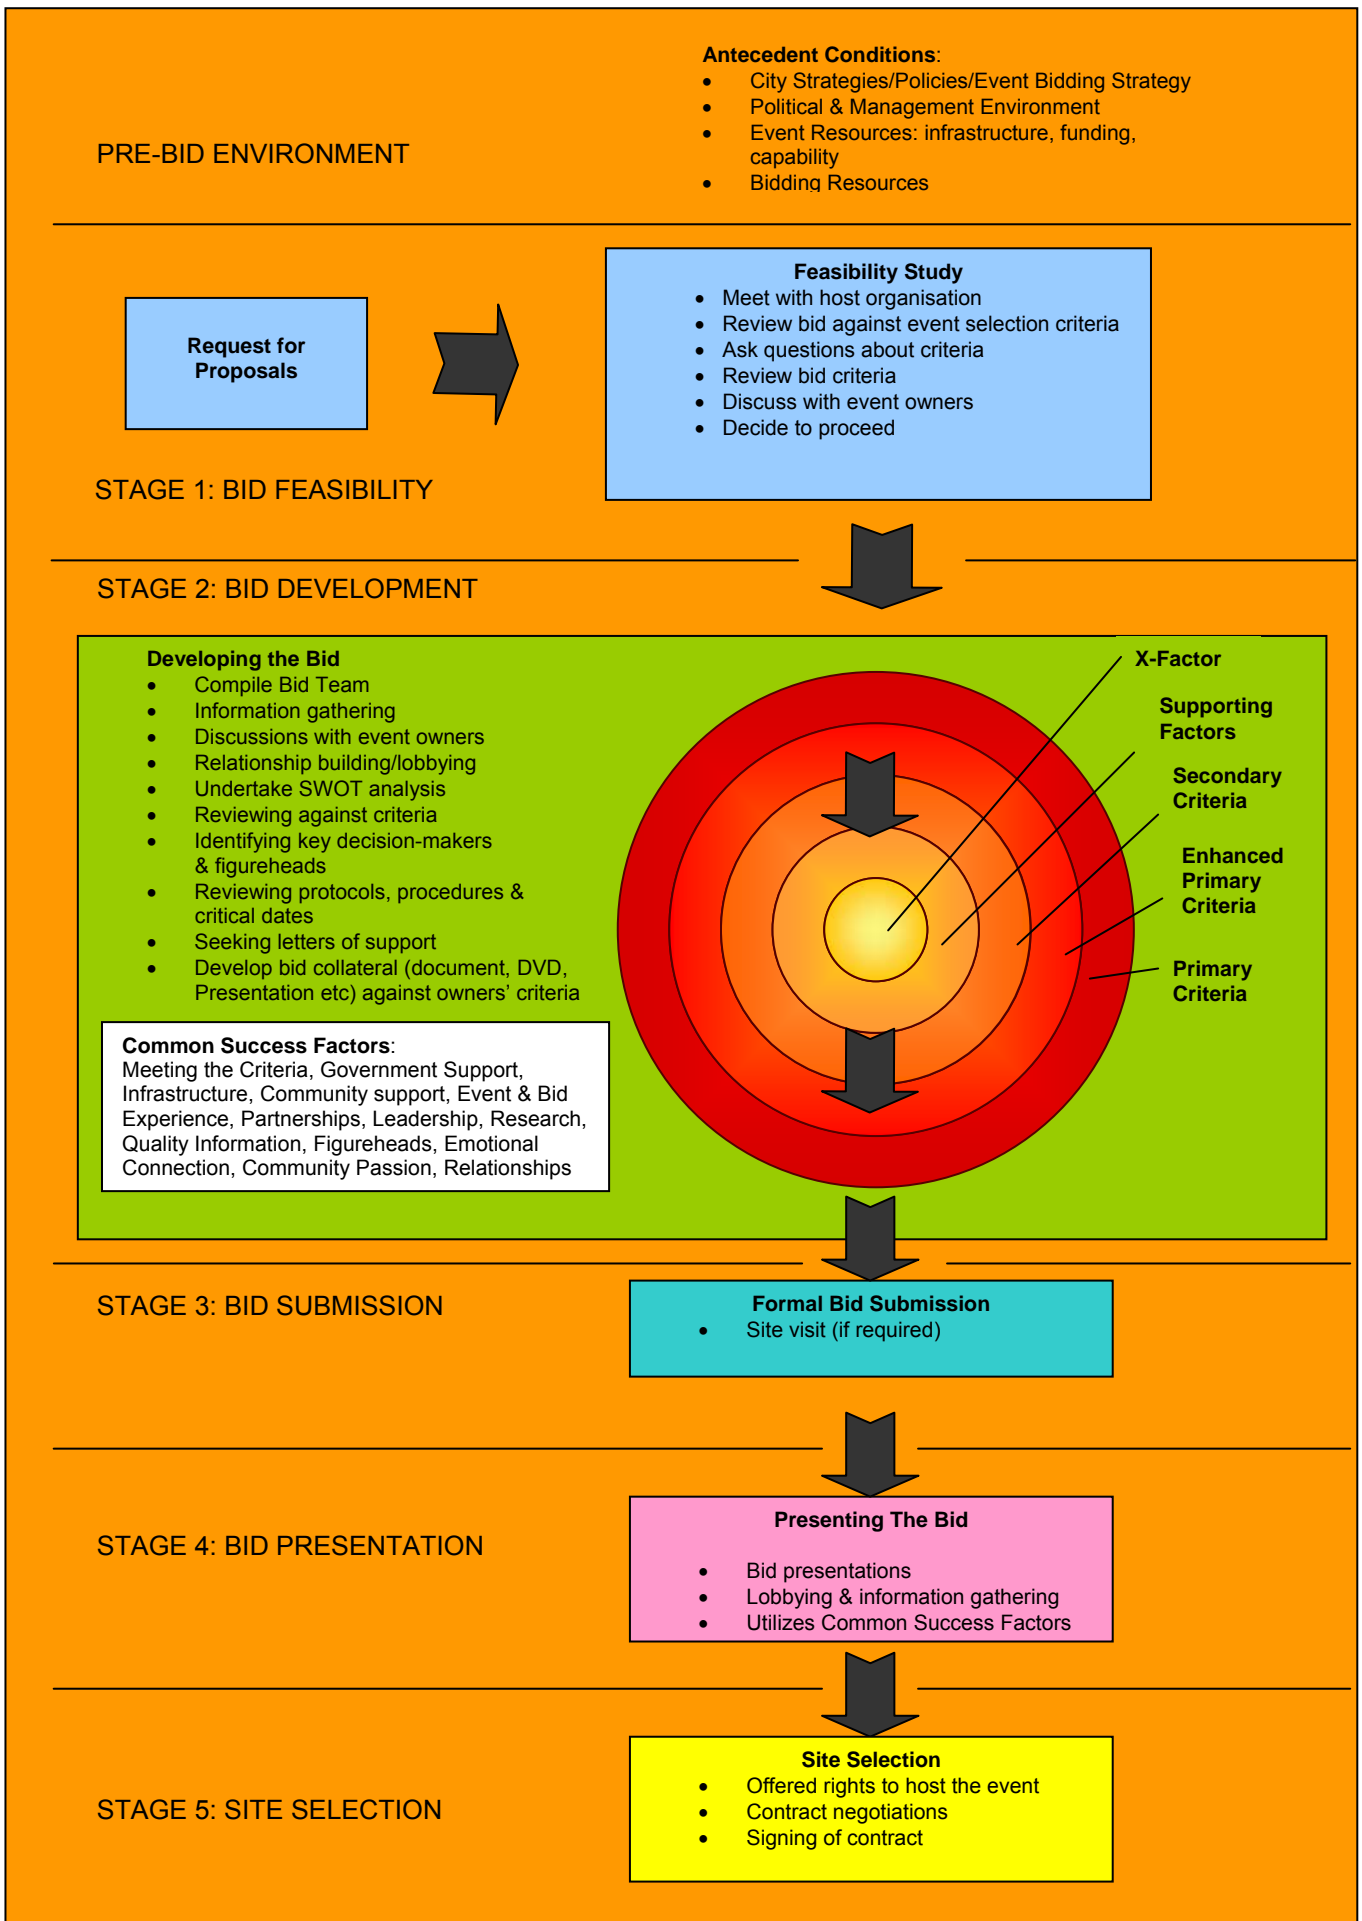 Antecedent Conditions:
• City Strategies/Policies/Event Bidding Strategy
• Political & Management Environment
• Event Resources: infrastructure, funding,
capability
• Bidding Resources
PRE-BID ENVIRONMENT
Request for
Proposals
Feasibility Study
• Meet with host organisation
• Review bid against event selection criteria
• Ask questions about criteria
• Review bid criteria
• Discuss with event owners
• Decide to proceed
STAGE 1: BID FEASIBILITY
STAGE 2: BID DEVELOPMENT
Developing the Bid
• Compile Bid Team
• Information gathering
• Discussions with event owners
• Relationship building/lobbying
• Undertake SWOT analysis
• Reviewing against criteria
• Identifying key decision-makers
& figureheads
• Reviewing protocols, procedures &
critical dates
• Seeking letters of support
• Develop bid collateral (document, DVD,
Presentation etc) against owners’ criteria
Common Success Factors:
Meeting the Criteria, Government Support,
Infrastructure, Community support, Event & Bid
Experience, Partnerships, Leadership, Research,
Quality Information, Figureheads, Emotional
Connection, Community Passion, Relationships
X-Factor
Supporting
Factors
Secondary
Criteria
Enhanced
Primary
Criteria
Primary
Criteria
STAGE 3: BID SUBMISSION
Formal Bid Submission
• Site visit (if required)
STAGE 4: BID PRESENTATION
Presenting The Bid
• Bid presentations
• Lobbying & information gathering
• Utilizes Common Success Factors
STAGE 5: SITE SELECTION
Site Selection
• Offered rights to host the event
• Contract negotiations
• Signing of contract